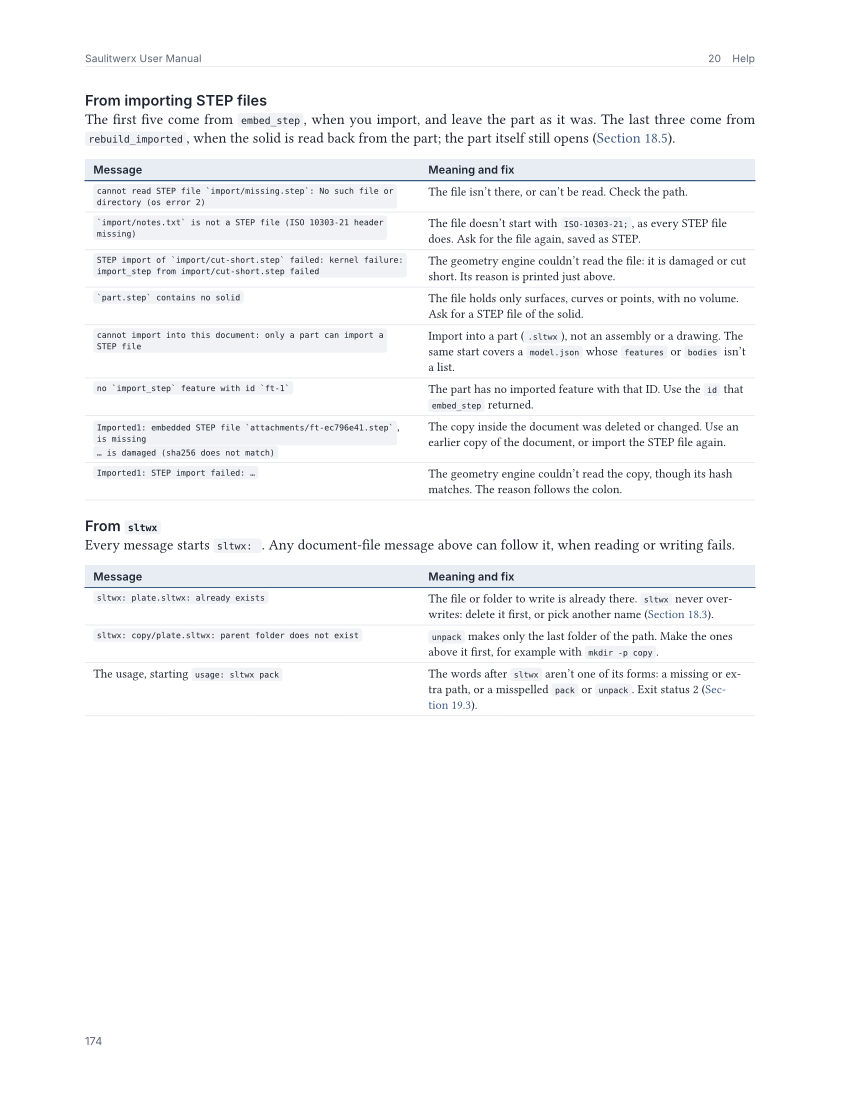 Saulitwerx User Manual
20 Help
From importing STEP files
The first five come from embed_step, when you import, and leave the part as it was. The last three come from
rebuild_imported, when the solid is read back from the part; the part itself still opens (Section 18.5).
Message
Meaning and fix
cannot read STEP file `import/missing.step`: No such file or
directory (os error 2)
The file isn’t there, or can’t be read. Check the path.
`import/notes.txt` is not a STEP file (ISO 10303-21 header
missing)
The file doesn’t start with ISO-10303-21;, as every STEP file
does. Ask for the file again, saved as STEP.
STEP import of `import/cut-short.step` failed: kernel failure:
import_step from import/cut-short.step failed
The geometry engine couldn’t read the file: it is damaged or cut
short. Its reason is printed just above.
`part.step` contains no solid
The file holds only surfaces, curves or points, with no volume.
Ask for a STEP file of the solid.
cannot import into this document: only a part can import a
STEP file
Import into a part (.sltwx), not an assembly or a drawing. The
same start covers a model.json whose features or bodies isn’t
a list.
no `import_step` feature with id `ft-1`
The part has no imported feature with that ID. Use the id that
embed_step returned.
Imported1: embedded STEP file `attachments/ft-ec796e41.step`,
is missing
… is damaged (sha256 does not match)
The copy inside the document was deleted or changed. Use an
earlier copy of the document, or import the STEP file again.
Imported1: STEP import failed: …
The geometry engine couldn’t read the copy, though its hash
matches. The reason follows the colon.
From sltwx
Every message starts sltwx: . Any document-file message above can follow it, when reading or writing fails.
Message
Meaning and fix
sltwx: plate.sltwx: already exists
The file or folder to write is already there. sltwx never over-
writes: delete it first, or pick another name (Section 18.3).
sltwx: copy/plate.sltwx: parent folder does not exist
unpack makes only the last folder of the path. Make the ones
above it first, for example with mkdir -p copy.
The usage, starting usage: sltwx pack
The words after sltwx aren’t one of its forms: a missing or ex-
tra path, or a misspelled pack or unpack. Exit status 2 (Sec-
tion 19.3).
174